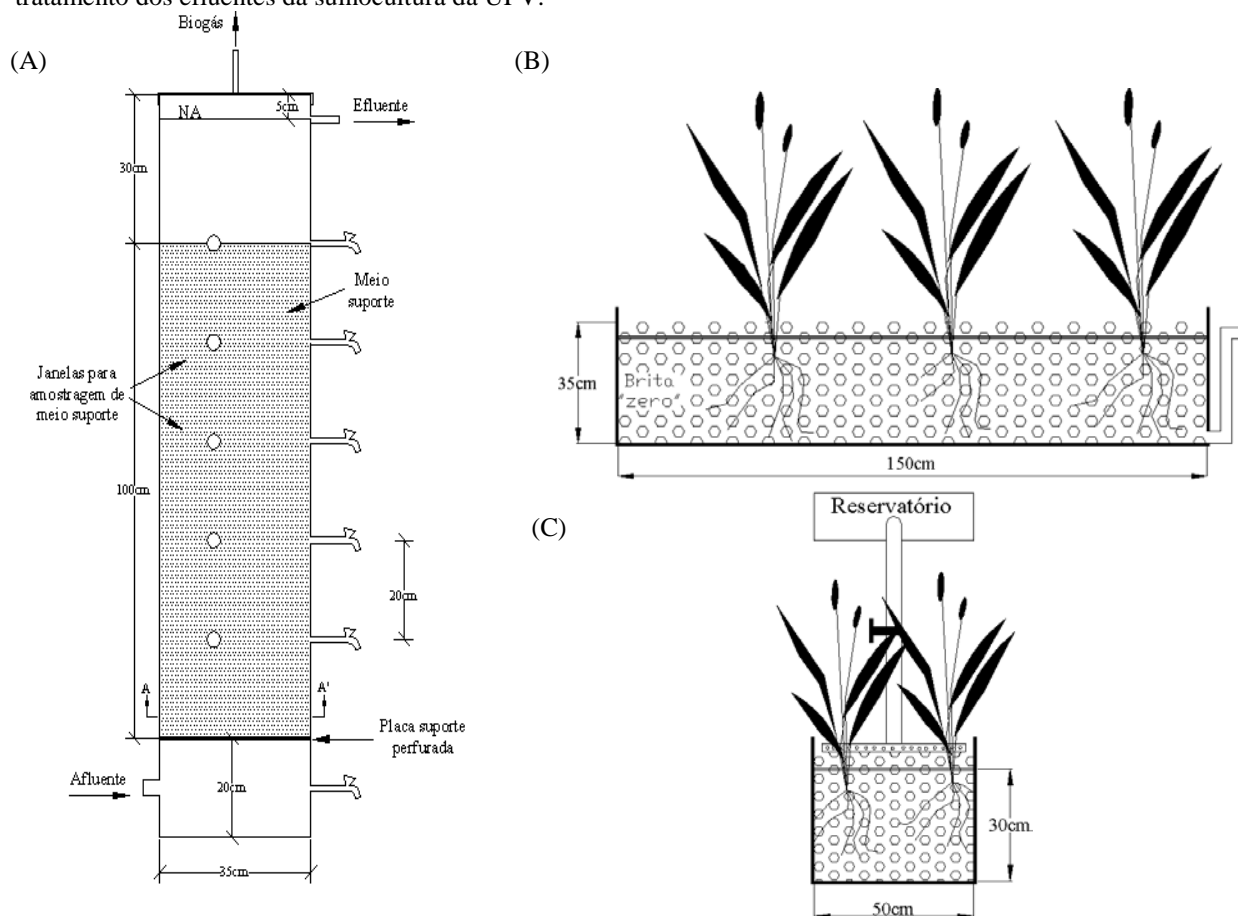 tratamento dos efluentes da suinocultura da UFV.
Biogás
(A)
5cm
Efluente
NA
30cm
Meio
suporte
Janelas para
amostragem de
meio suporte
100cm
20cm
A
A'
Placa suporte
perfurada
Afluente
20cm
35cm
(B)
35cm
Brita
"zero"
150cm
(C)
Reservatório
30cm.
50cm